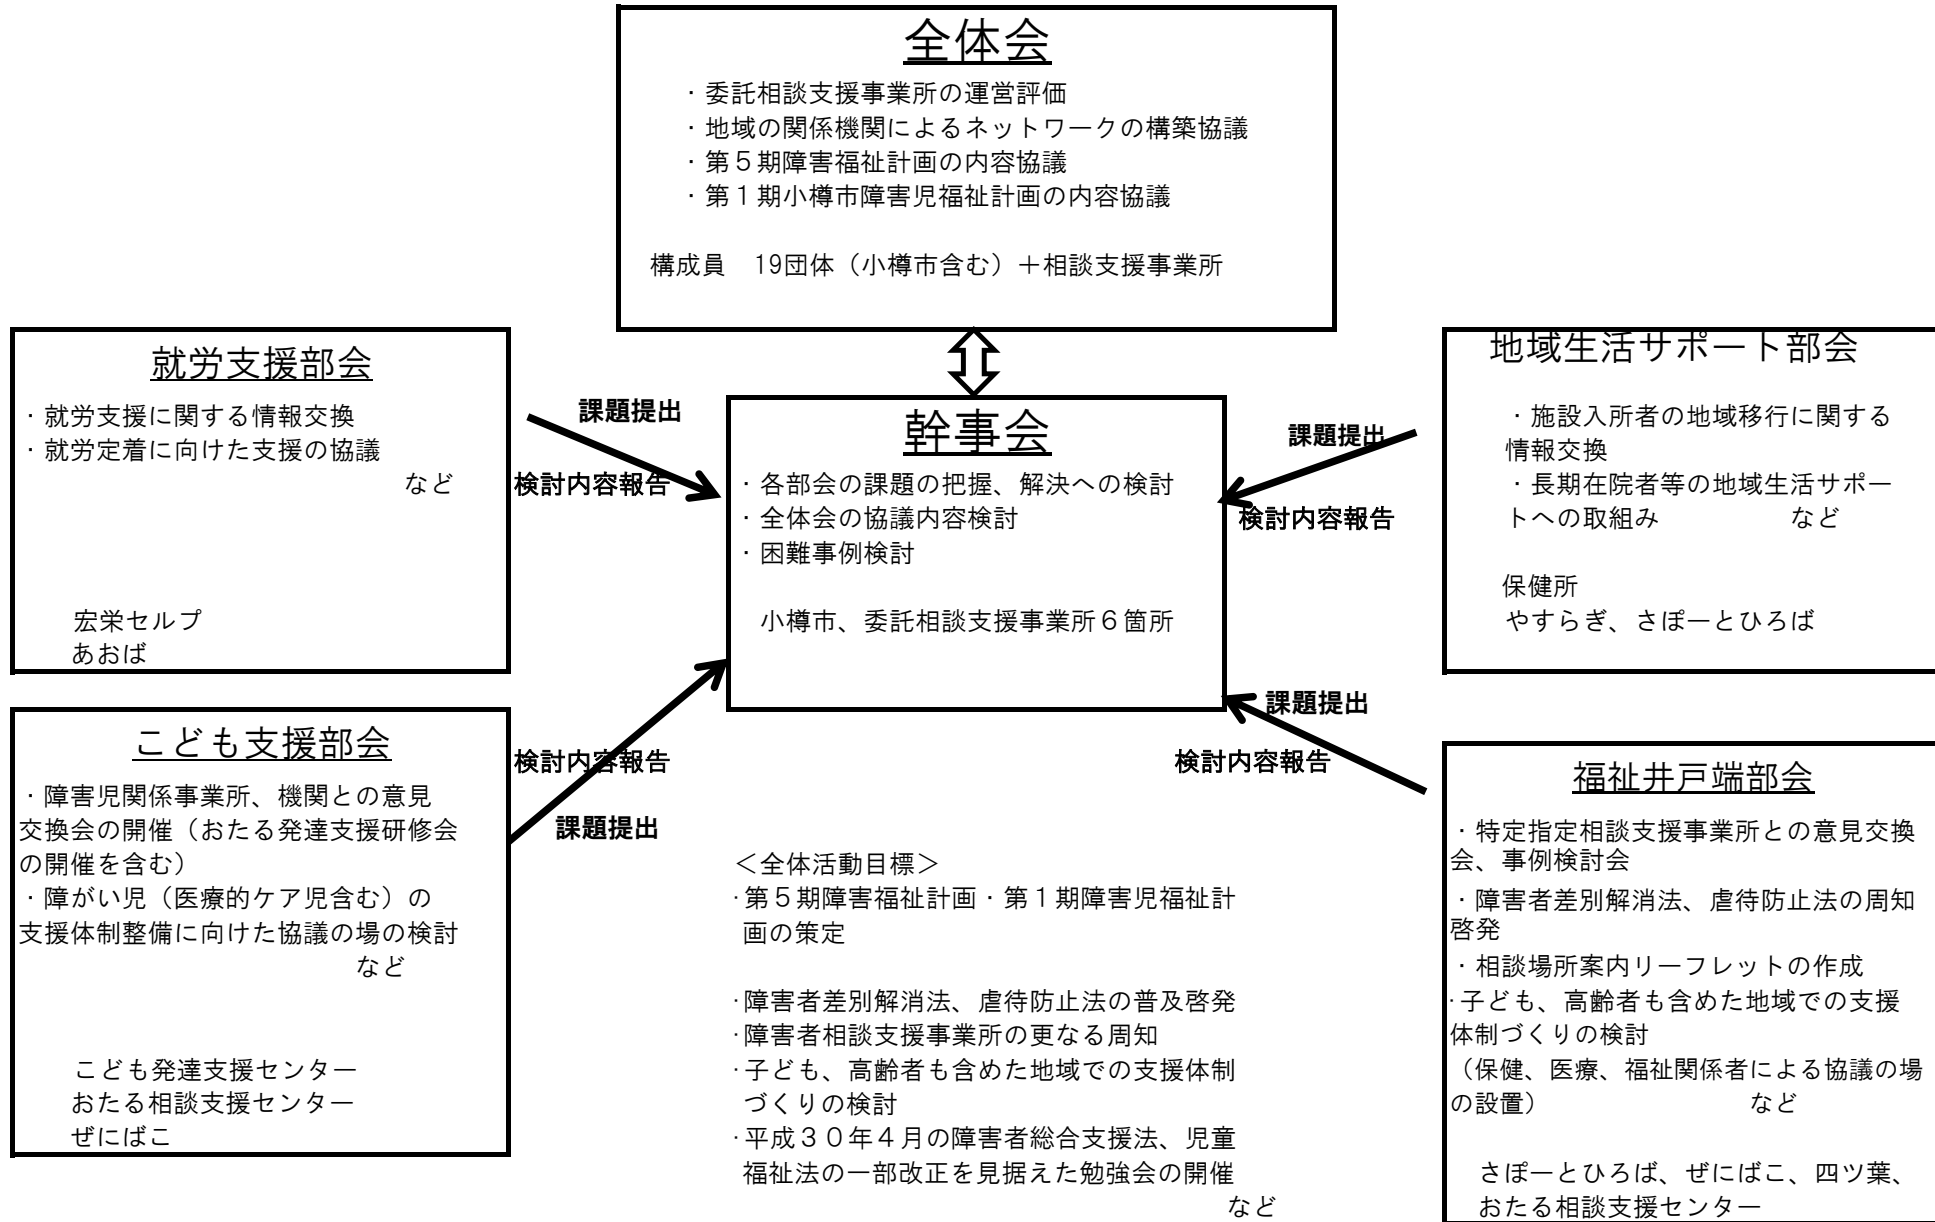 全体会
・委託相談支援事業所の運営評価
・地域の関係機関によるネットワークの構築協議
・第５期障害福祉計画の内容協議
・第１期小樽市障害児福祉計画の内容協議
構成員　19団体（小樽市含む）＋相談支援事業所
就労支援部会
・就労支援に関する情報交換
・就労定着に向けた支援の協議
など
宏栄セルプ
あおば
課題提出
検討内容報告
幹事会
・各部会の課題の把握、解決への検討
・全体会の協議内容検討
・困難事例検討
小樽市、委託相談支援事業所６箇所
課題提出
検討内容報告
地域生活サポート部会
・施設入所者の地域移行に関する
情報交換
・長期在院者等の地域生活サポー
トへの取組み　　　　　など
保健所
やすらぎ、さぽーとひろば
こども支援部会
・障害児関係事業所、機関との意見
交換会の開催（おたる発達支援研修会
の開催を含む）
・障がい児（医療的ケア児含む）の
支援体制整備に向けた協議の場の検討
など
こども発達支援センター
おたる相談支援センター
ぜにばこ
検討内容報告
課題提出
課題提出
検討内容報告
＜全体活動目標＞
・第５期障害福祉計画・第１期障害児福祉計
画の策定
・障害者差別解消法、虐待防止法の普及啓発
・障害者相談支援事業所の更なる周知
・子ども、高齢者も含めた地域での支援体制
づくりの検討
・平成３０年４月の障害者総合支援法、児童
福祉法の一部改正を見据えた勉強会の開催
など
福祉井戸端部会
・特定指定相談支援事業所との意見交換
会、事例検討会
・障害者差別解消法、虐待防止法の周知
啓発
・相談場所案内リーフレットの作成
・子ども、高齢者も含めた地域での支援
体制づくりの検討
（保健、医療、福祉関係者による協議の場
の設置）　　　　　　　　など
さぽーとひろば、ぜにばこ、四ツ葉、
おたる相談支援センター